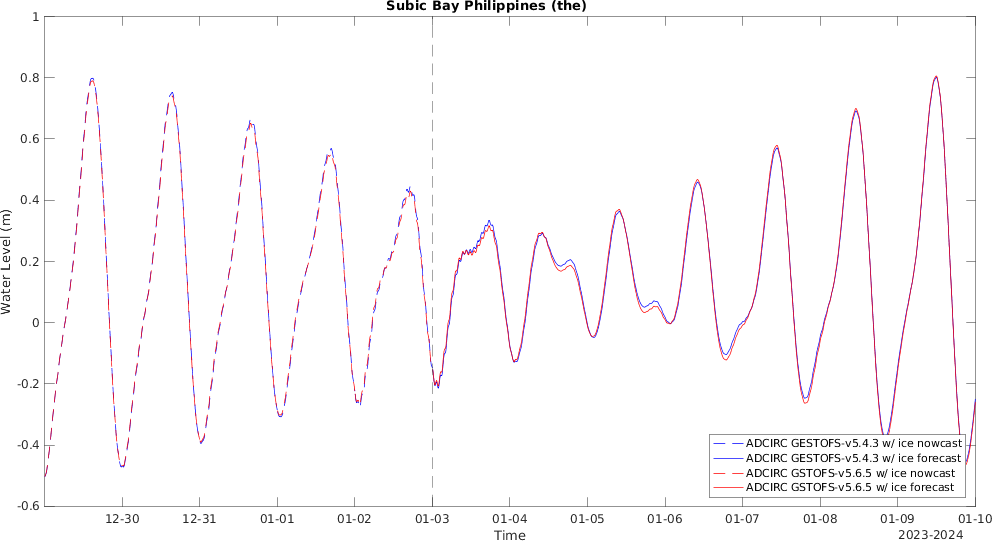 Subic Bay Philippines (the)
1
0.8
0.6
0.4
0.2
0
-0.2
-0.4
-0.6
Water Level (m)
ADCIRC GESTOFS-v5.4.3 w/ ice nowcast
ADCIRC GESTOFS-v5.4.3 w/ ice forecast
ADCIRC GSTOFS-v5.6.5 w/ ice nowcast
ADCIRC GSTOFS-v5.6.5 w/ ice forecast
12-30 12-31 01-01 01-02 01-03 01-04 01-05 01-06 01-07 01-08 01-09 01-10
Time
2023-2024